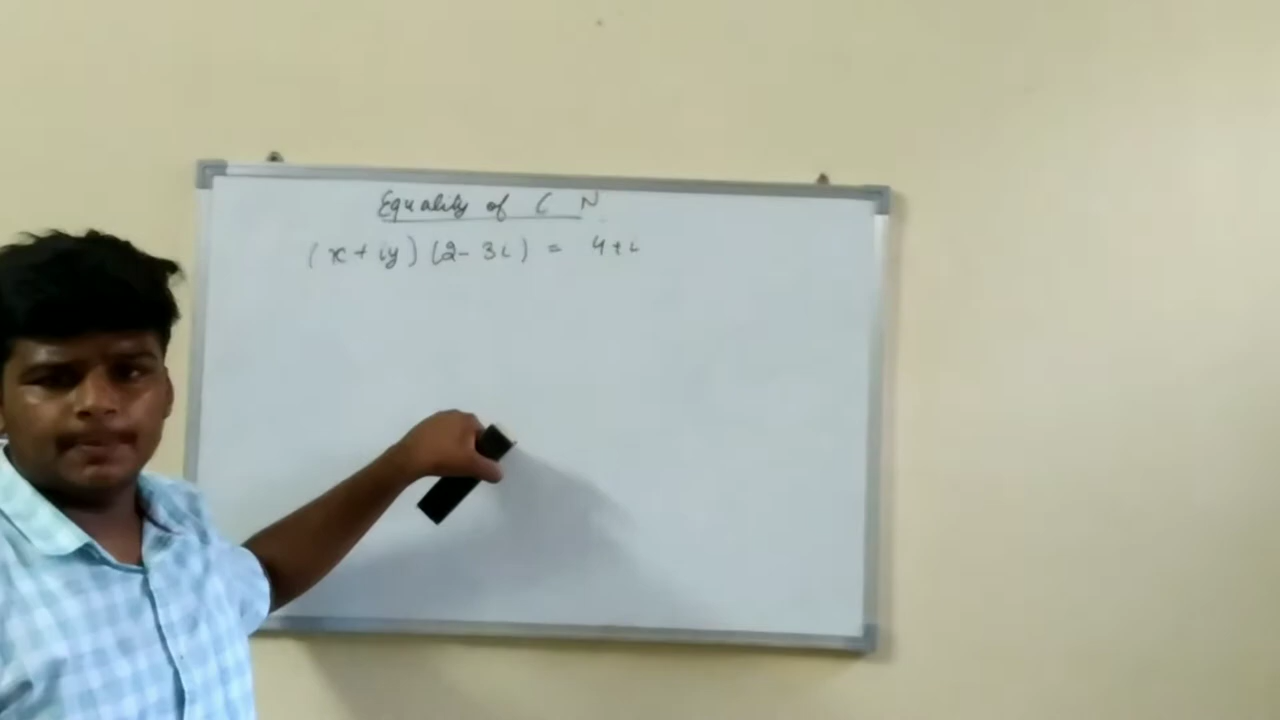 Equality of C N
(x + iy) (2 - 3i) = 4 + i